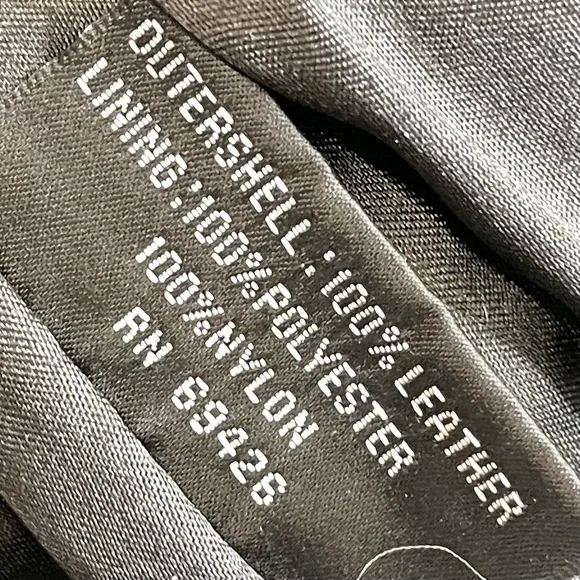 OUTERSHELL:100% LEATHER
LINING:100%POLYESTER
100%NYLON
RN 69426